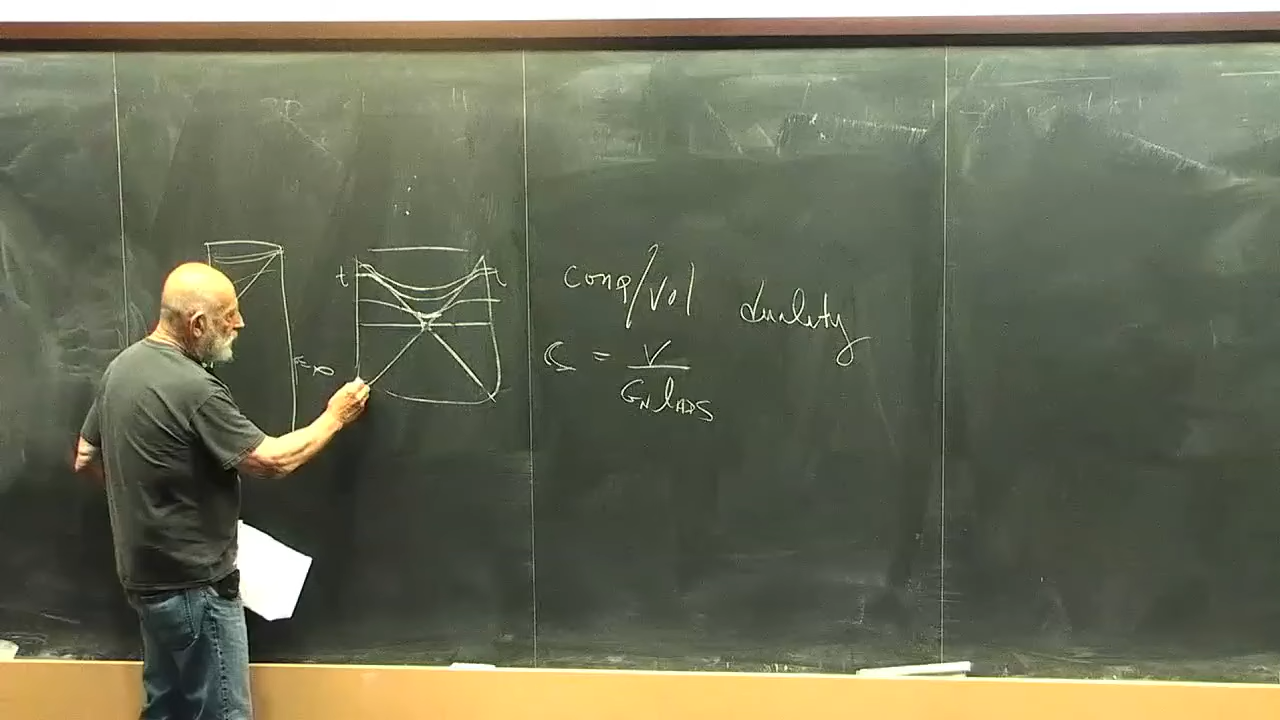 t
comp/vol duality
C = V
G_N l_AdS